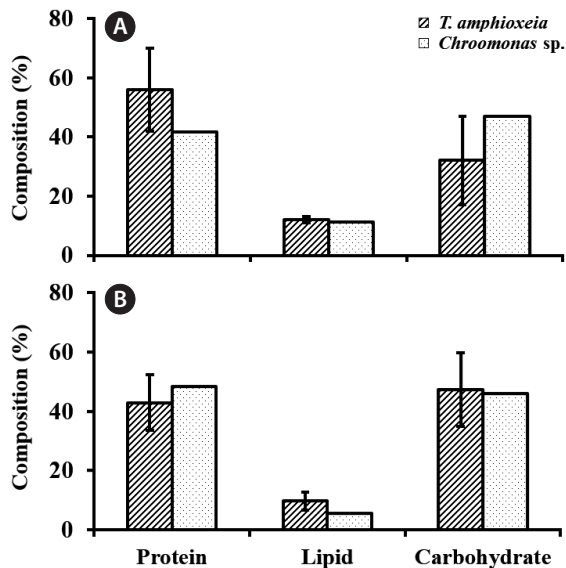 A
T. amphioxeia
Chroomonas sp.
Composition (%)
80
60
40
20
0
B
Composition (%)
80
60
40
20
0
Protein Lipid Carbohydrate